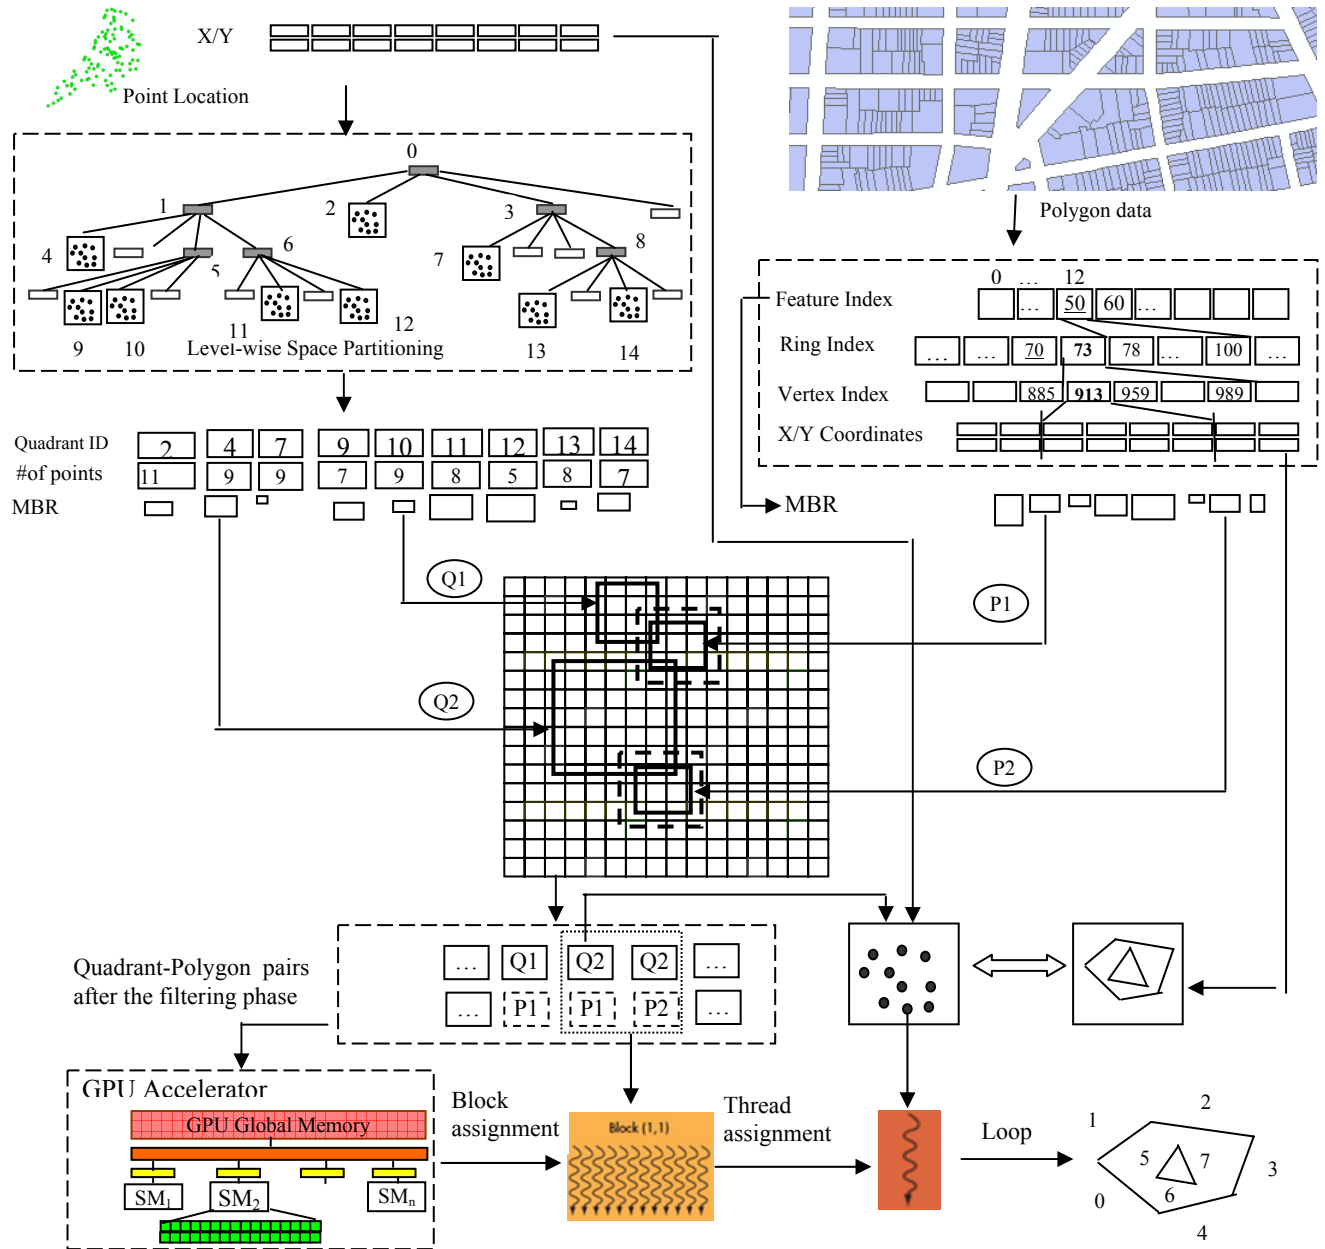 X/Y
Point Location
0
1
2
3
4
5
6
7
8
9
10
11
12
13
14
Level-wise Space Partitioning
Polygon data
0 … 12
Feature Index
… 50 60 …
Ring Index
… … 70 73 78 … 100 …
Vertex Index
885 913 959 989
X/Y Coordinates
MBR
Quadrant ID
2 4 7 9 10 11 12 13 14
#of points
11 9 9 7 9 8 5 8 7
MBR
Q1
P1
Q2
P2
Quadrant-Polygon pairs
after the filtering phase
… Q1 Q2 Q2 …
… P1 P1 P2 …
GPU Accelerator
GPU Global Memory
SM1 SM2 SMn
Block
assignment
Block (1,1)
Thread
assignment
Loop
1
2
3
5
7
6
0
4